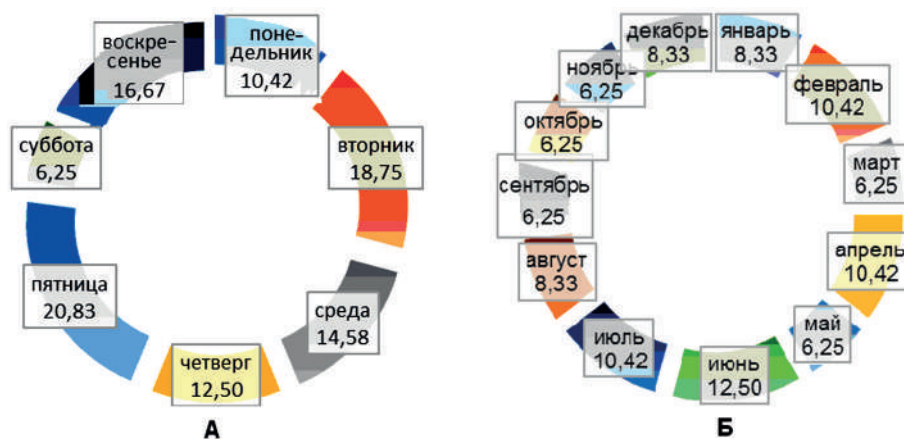 поне-
дельник
10,42
вторник
18,75
среда
14,58
четверг
12,50
пятница
20,83
суббота
6,25
воскре-
сенье
16,67
А
январь
8,33
февраль
10,42
март
6,25
апрель
10,42
май
6,25
июнь
12,50
июль
10,42
август
8,33
сентябрь
6,25
октябрь
6,25
ноябрь
6,25
декабрь
8,33
Б